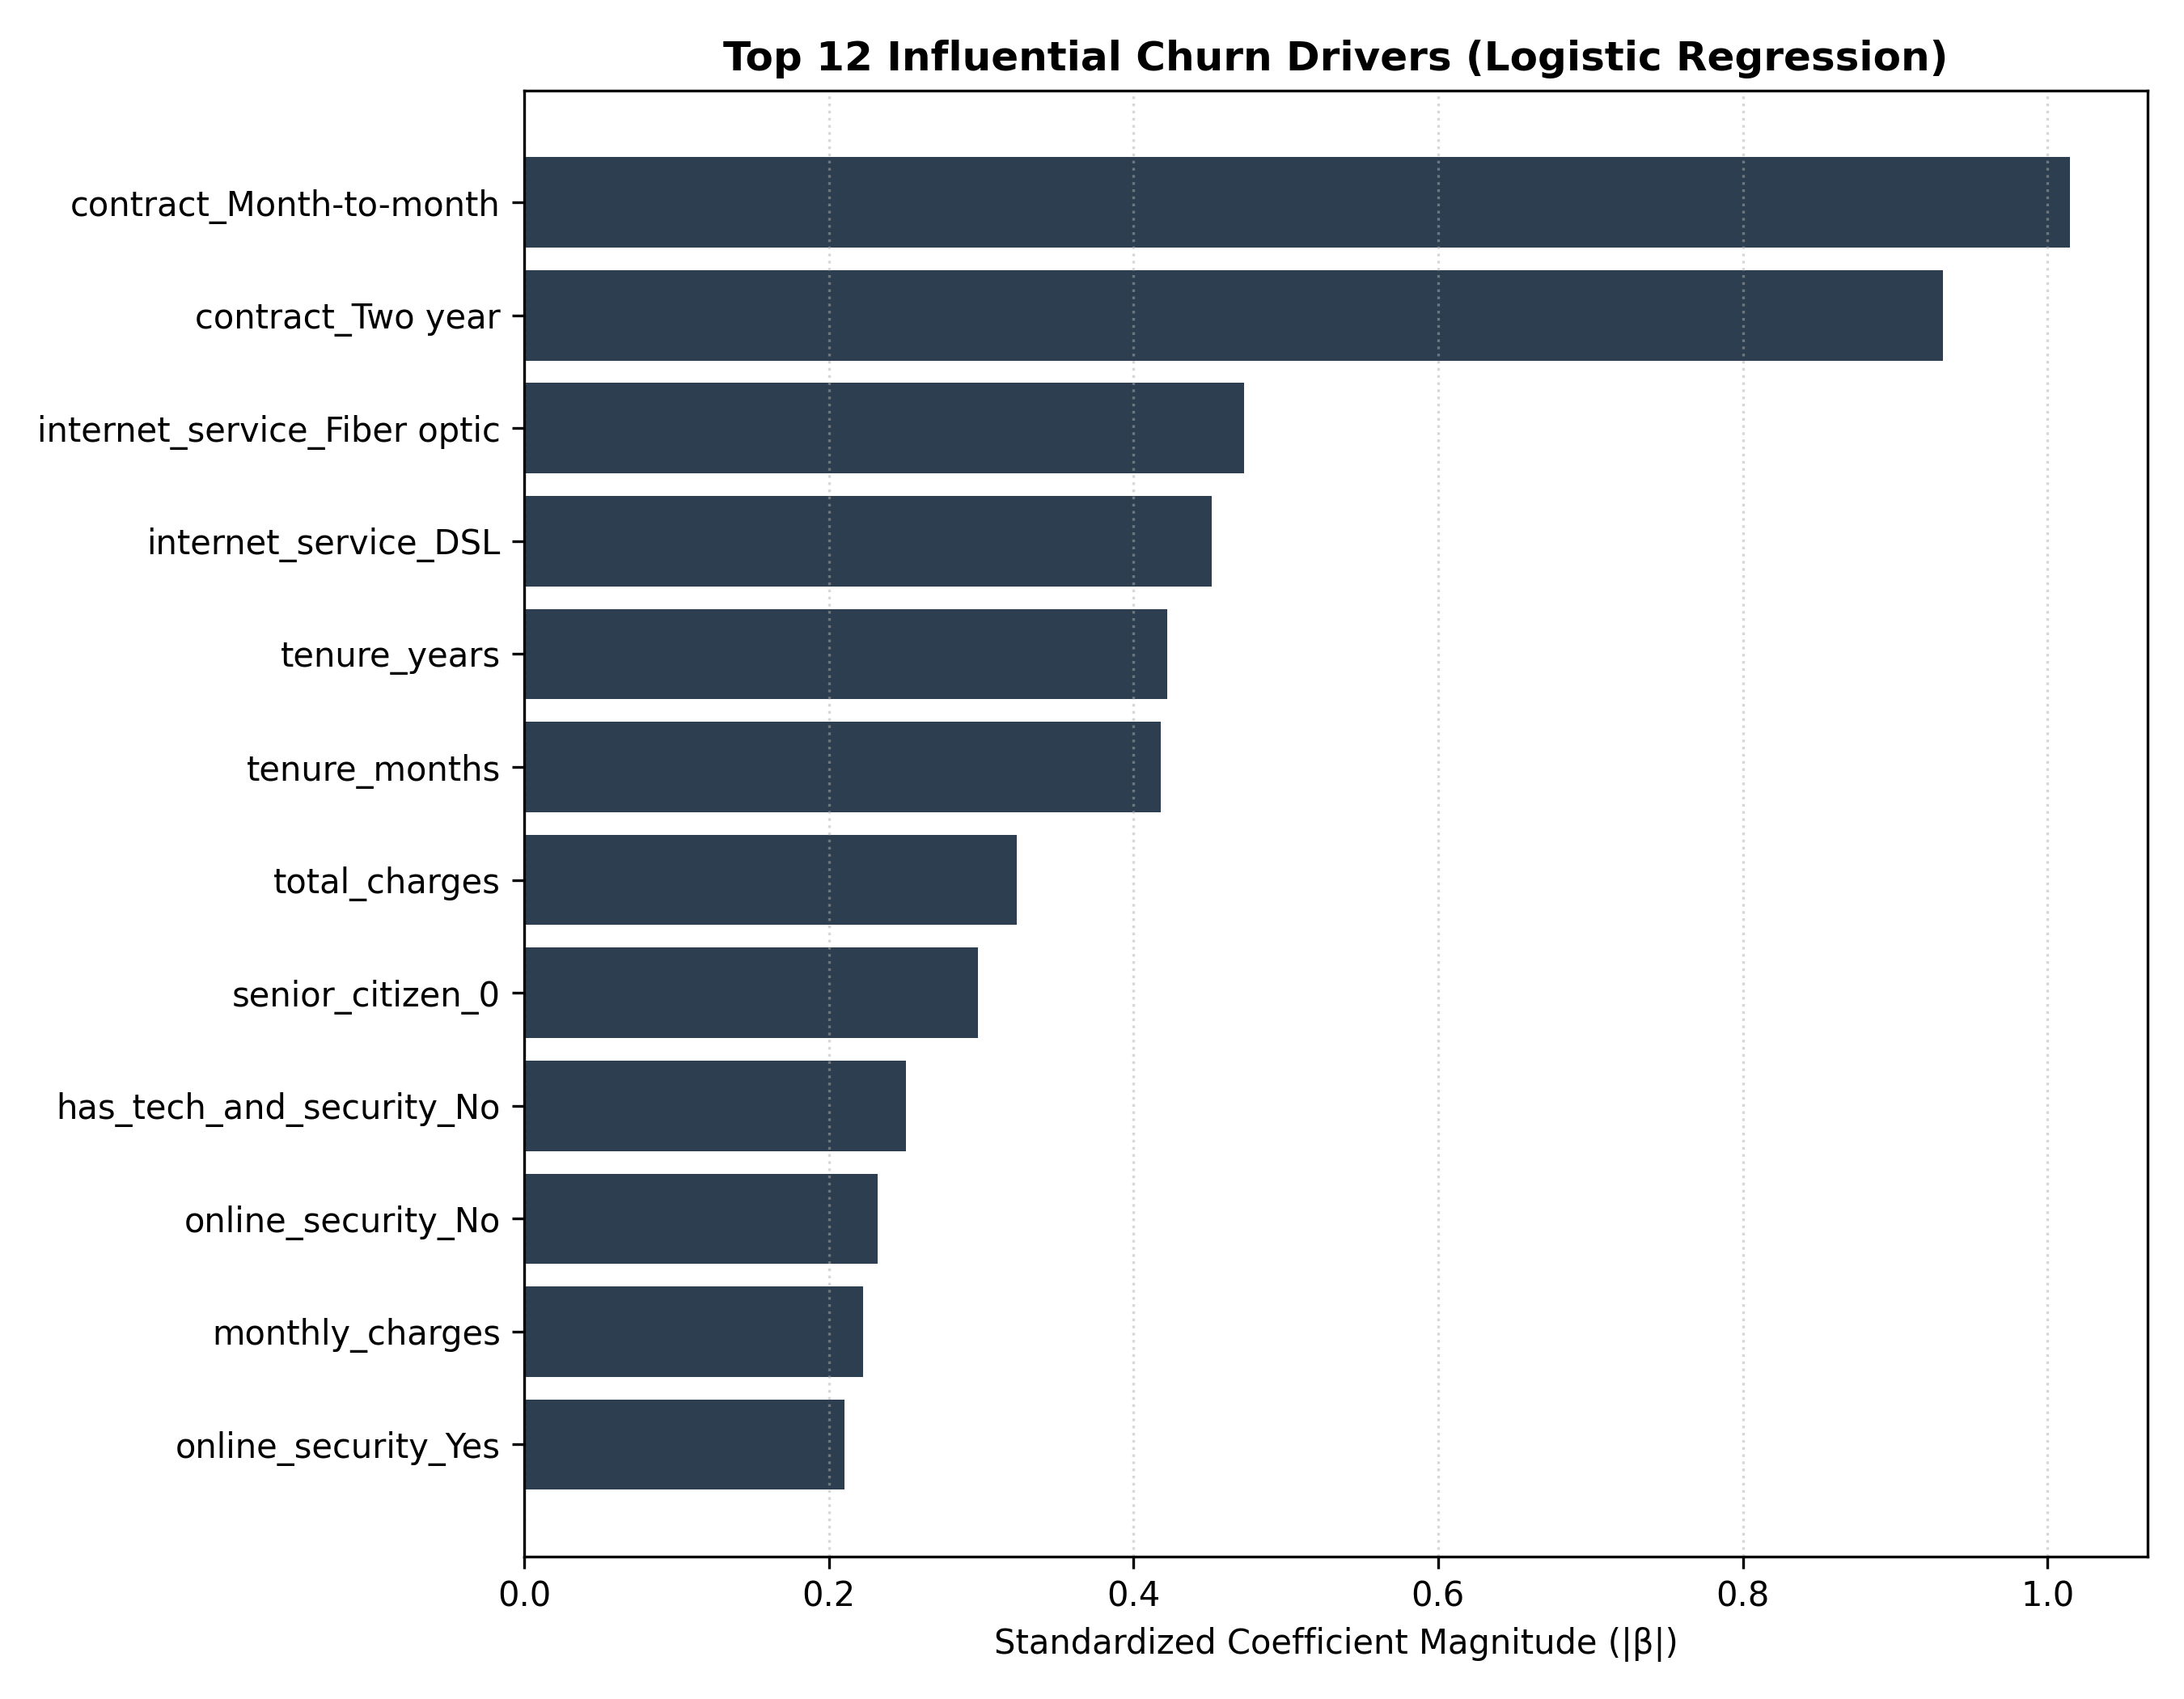 Top 12 Influential Churn Drivers (Logistic Regression)
contract_Month-to-month
contract_Two year
internet_service_Fiber optic
internet_service_DSL
tenure_years
tenure_months
total_charges
senior_citizen_0
has_tech_and_security_No
online_security_No
monthly_charges
online_security_Yes
0.0 0.2 0.4 0.6 0.8 1.0
Standardized Coefficient Magnitude (|β|)